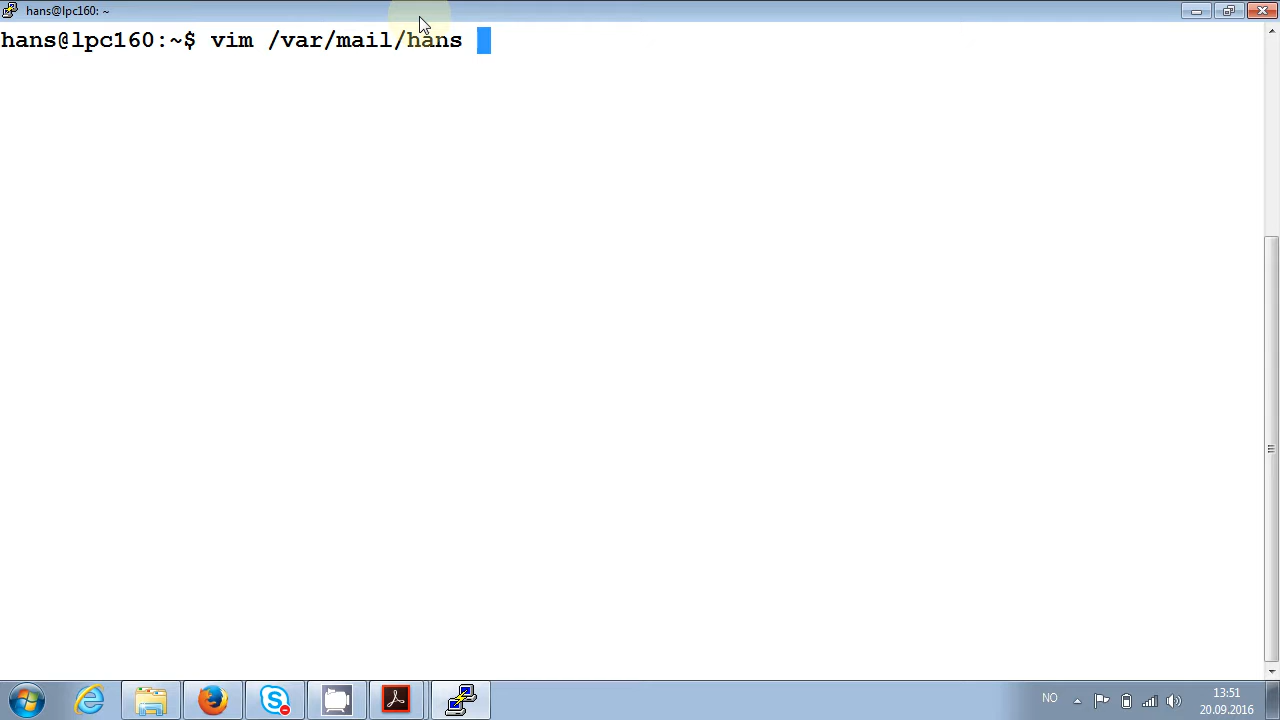 hans@lpc160: ~
hans@lpc160:~$ vim /var/mail/hans
NO
13:51
20.09.2016